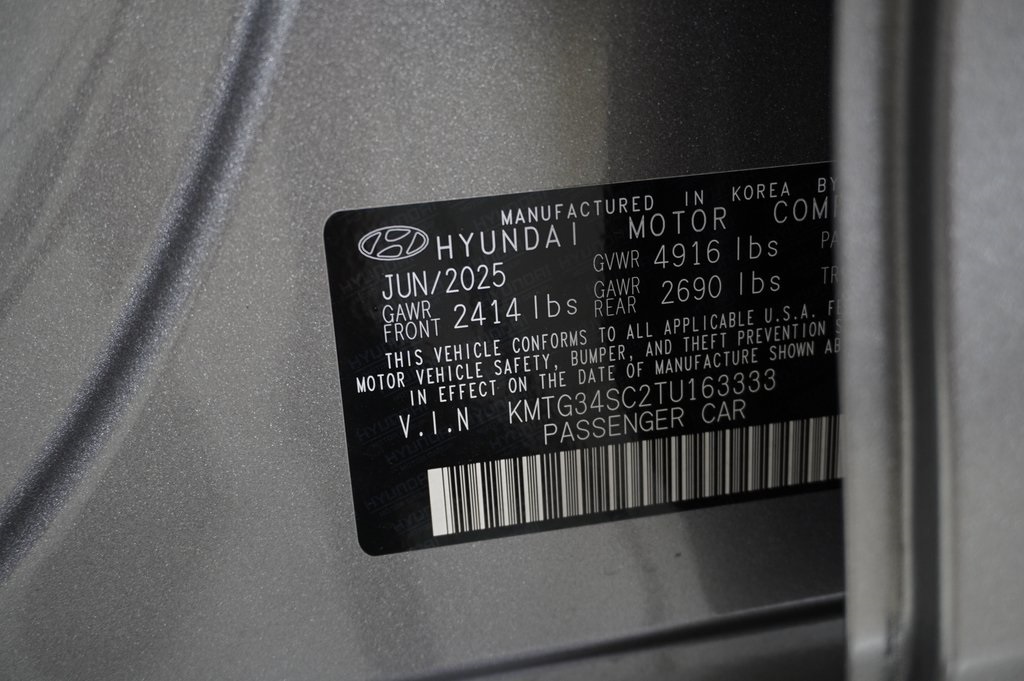 MANUFACTURED IN KOREA BY
HYUNDAI MOTOR
JUN/2025 GVWR 4916 lbs
GAWR FRONT 2414 lbs GAWR REAR 2690 lbs
THIS VEHICLE CONFORMS TO ALL APPLICABLE U.S.A.
MOTOR VEHICLE SAFETY, BUMPER, AND THEFT PREVENTION
IN EFFECT ON THE DATE OF MANUFACTURE SHOWN
V.I.N KMTG34SC2TU163333
PASSENGER CAR